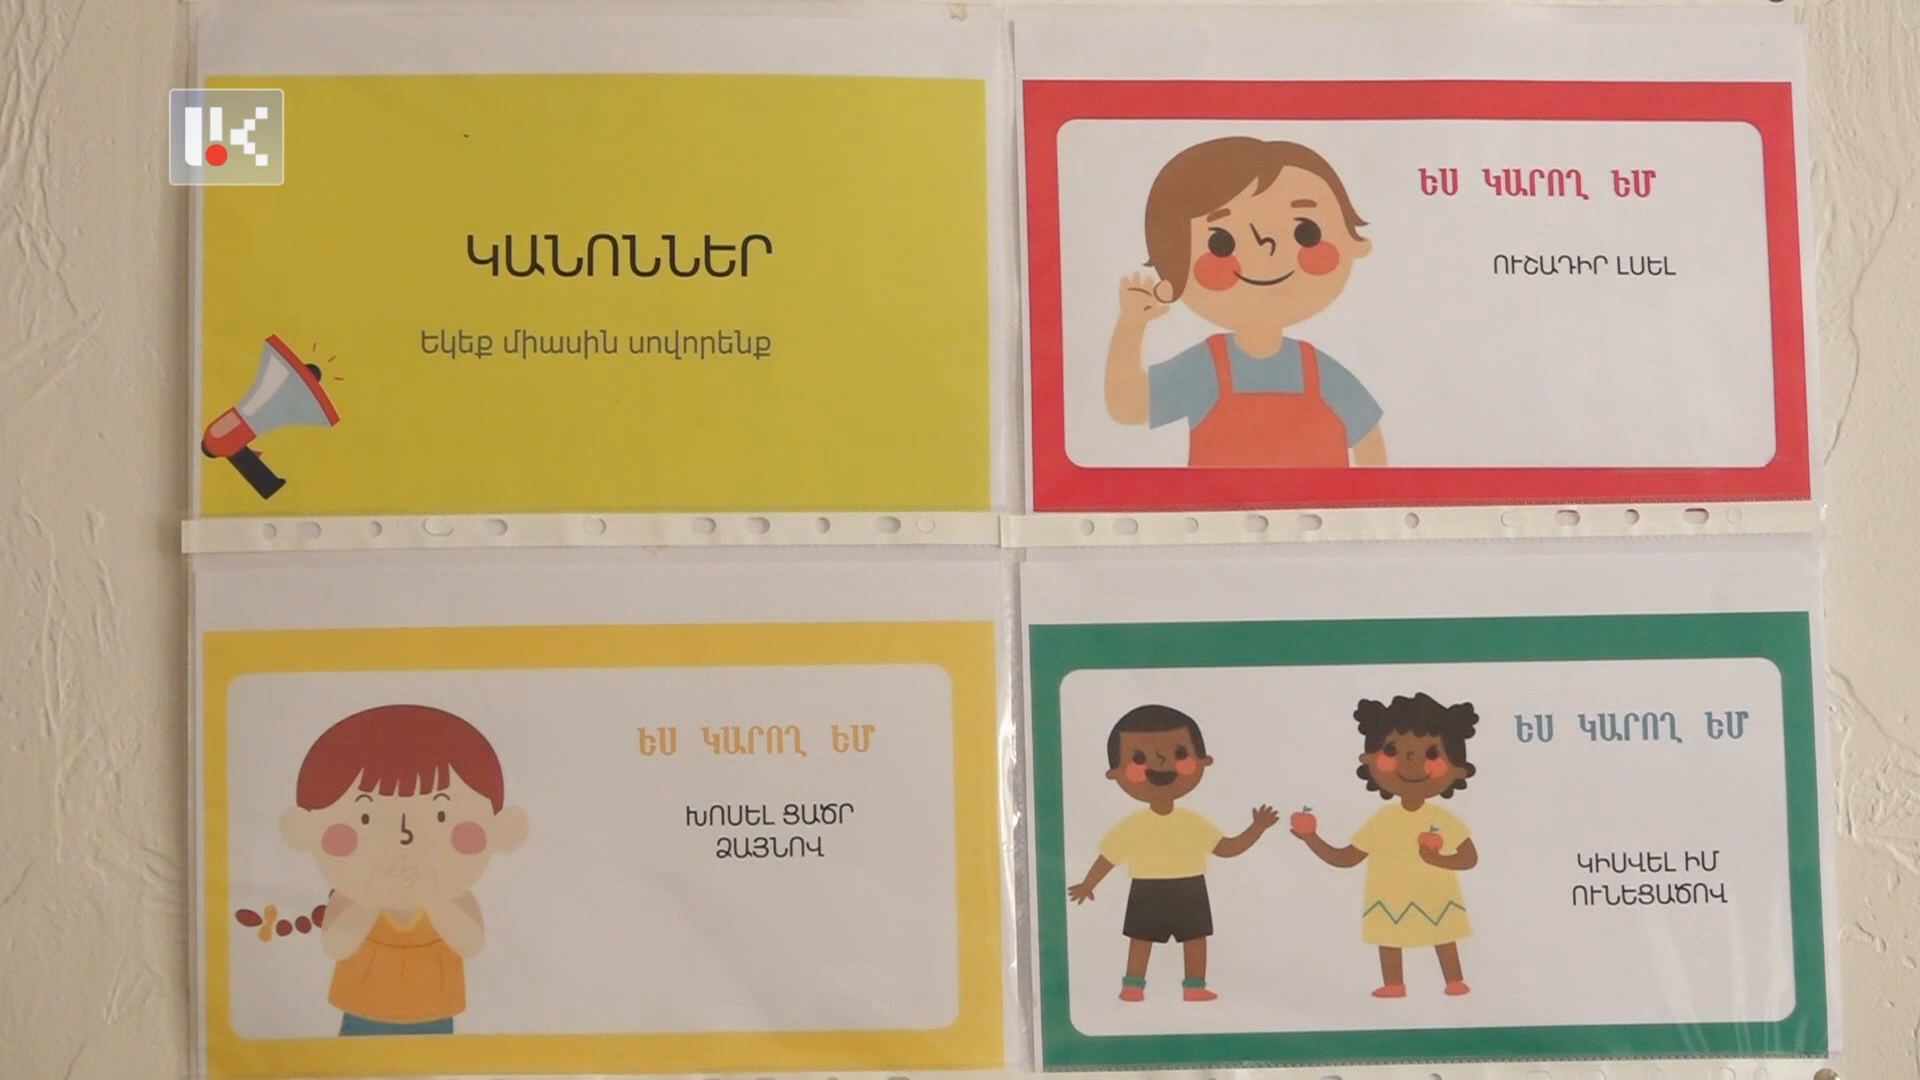 ԿԱՆՈՆՆԵՐ
Եկեք միասին սովորենք
ԵՍ ԿԱՐՈՂ ԵՄ
ՈՒՇԱԴԻՐ ԼՍԵԼ
ԵՍ ԿԱՐՈՂ ԵՄ
ԽՈՍԵԼ ՑԱԾՐ
ՁԱՅՆՈՎ
ԵՍ ԿԱՐՈՂ ԵՄ
ԿԻՍՎԵԼ ԻՄ
ՈՒՆԵՑԱԾՈՎ